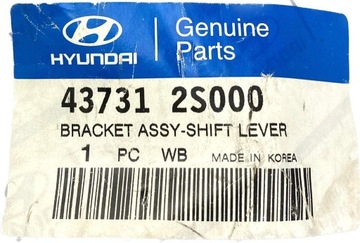 HYUNDAI
Genuine
Parts
43731 2S000
BRACKET ASSY-SHIFT LEVER
1 PC WB MADE IN KOREA